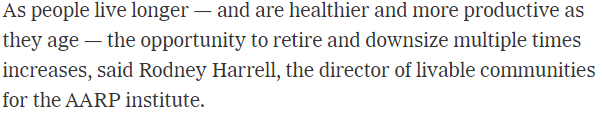 As people live longer — and are healthier and more productive as
they age — the opportunity to retire and downsize multiple times
increases, said Rodney Harrell, the director of livable communities
for the AARP institute.